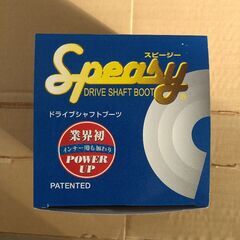 スピージー
Speasy®
DRIVE SHAFT BOOT
ドライブシャフトブーツ
業界初
インナー用も加わり
POWER
UP
PATENTED